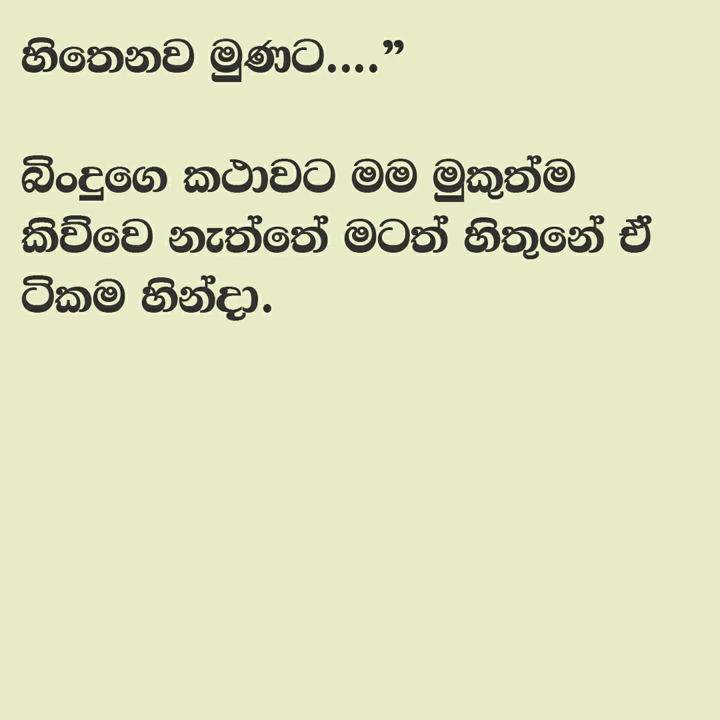 හිතෙනව මුණට....”
බිංදුගෙ කථාවට මම මුකුත්ම
කිව්වෙ නැත්තේ මටත් හිතුනේ ඒ
ටිකම හින්දා.